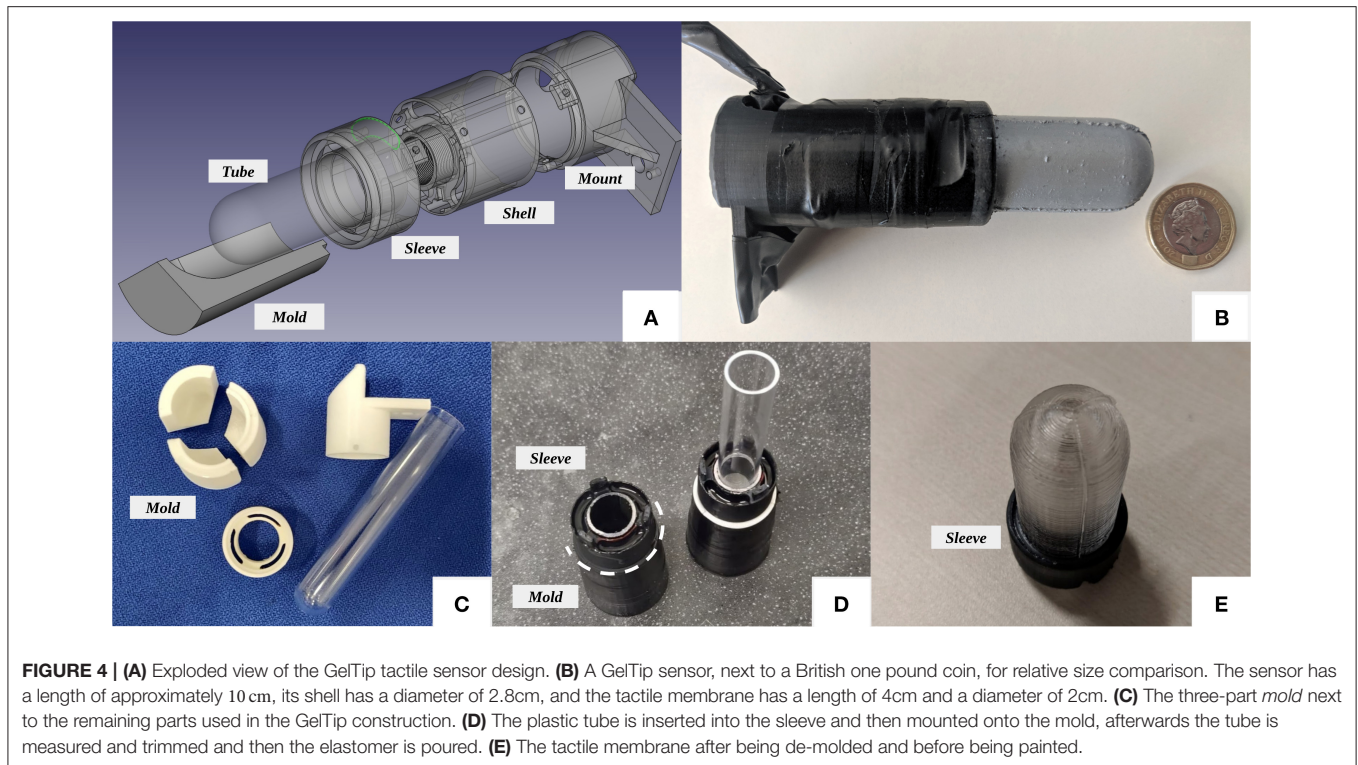 Tube
Mount
Shell
Sleeve
Mold
A
B
Mold
C
Sleeve
Mold
D
Sleeve
E
FIGURE 4 | (A) Exploded view of the GelTip tactile sensor design. (B) A GelTip sensor, next to a British one pound coin, for relative size comparison. The sensor has
a length of approximately 10 cm, its shell has a diameter of 2.8cm, and the tactile membrane has a length of 4cm and a diameter of 2cm. (C) The three-part mold next
to the remaining parts used in the GelTip construction. (D) The plastic tube is inserted into the sleeve and then mounted onto the mold, afterwards the tube is
measured and trimmed and then the elastomer is poured. (E) The tactile membrane after being de-molded and before being painted.